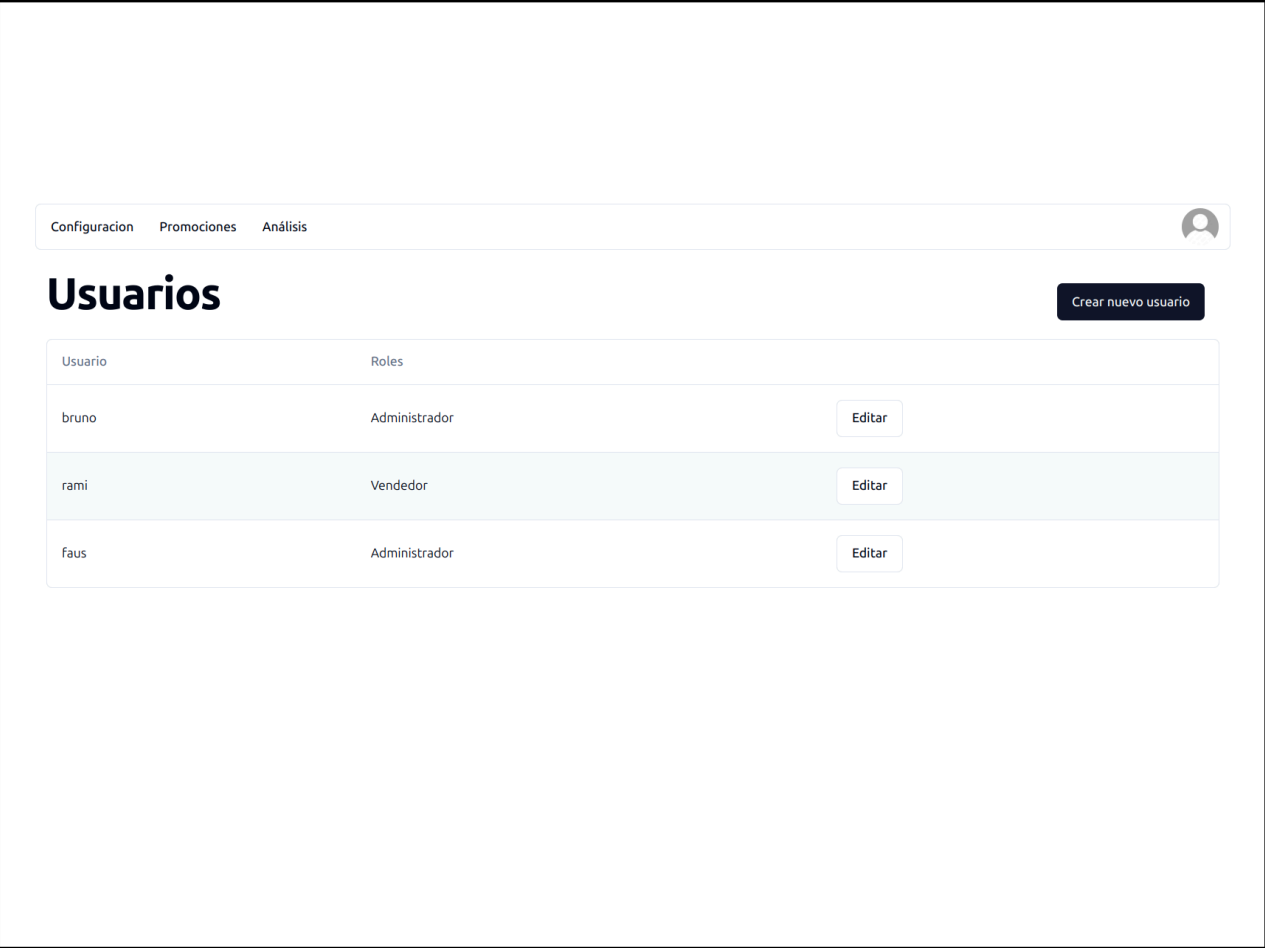 Configuracion Promociones Análisis
Usuarios
Crear nuevo usuario
Usuario Roles
bruno Administrador Editar
rami Vendedor Editar
faus Administrador Editar